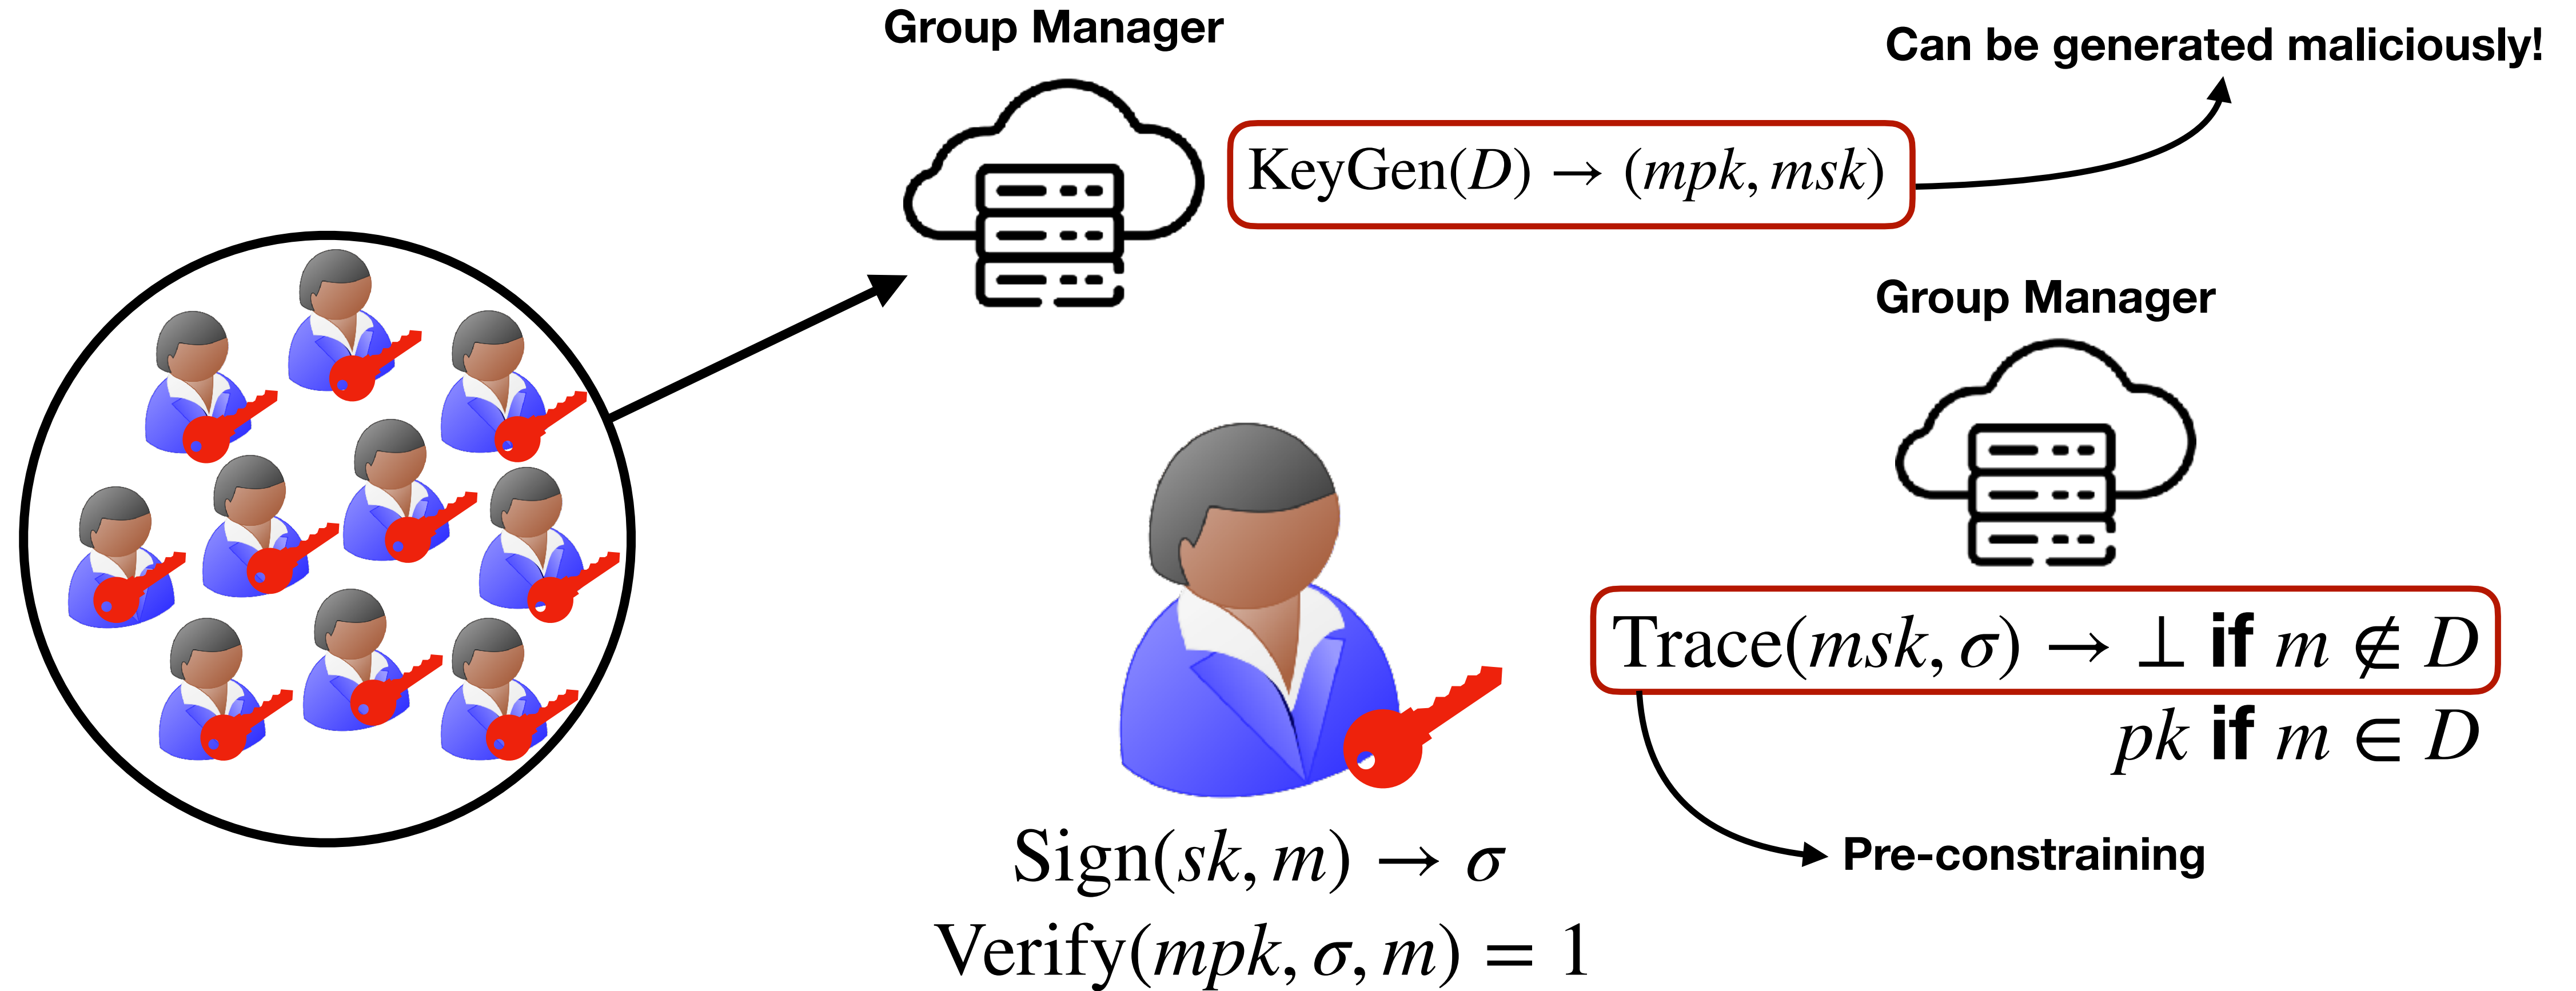 Group Manager
Can be generated maliciously!
KeyGen(D) → (mpk, msk)
Group Manager
Trace(msk, σ) → ⊥ if m ∉ D
pk if m ∈ D
Pre-constraining
Sign(sk, m) → σ
Verify(mpk, σ, m) = 1